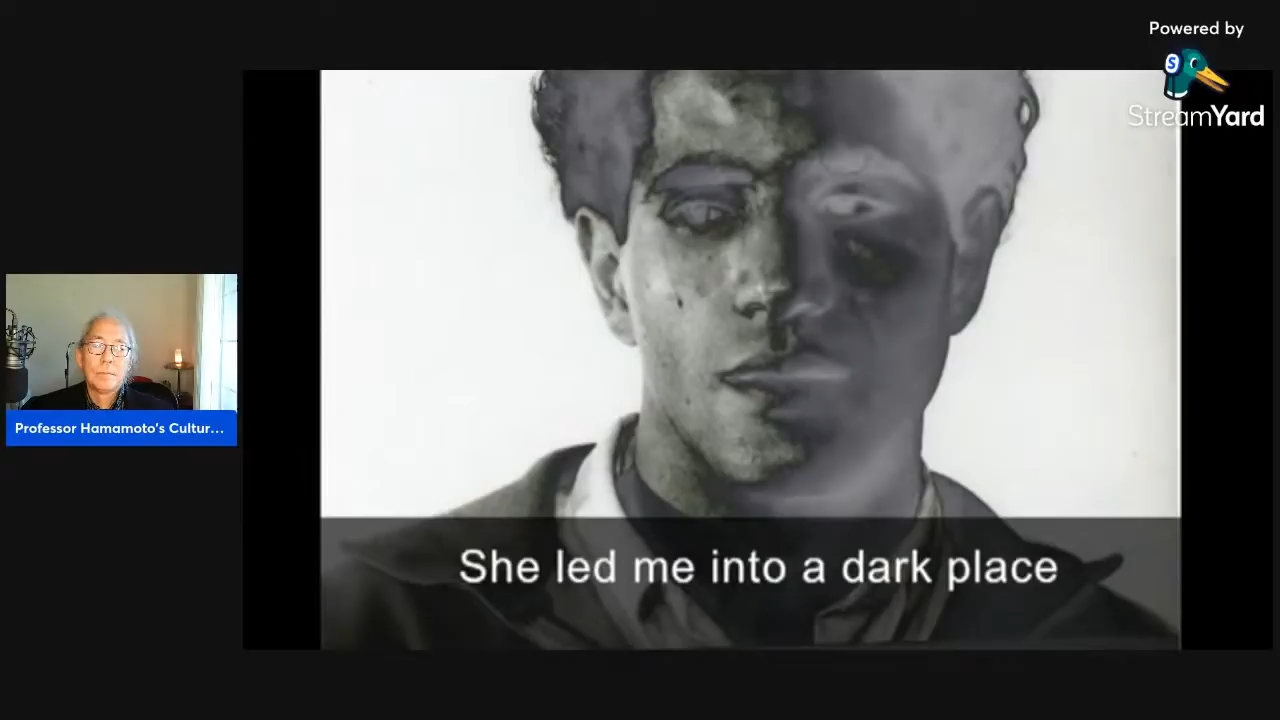 Powered by
StreamYard
Professor Hamamoto's Cultur...
She led me into a dark place